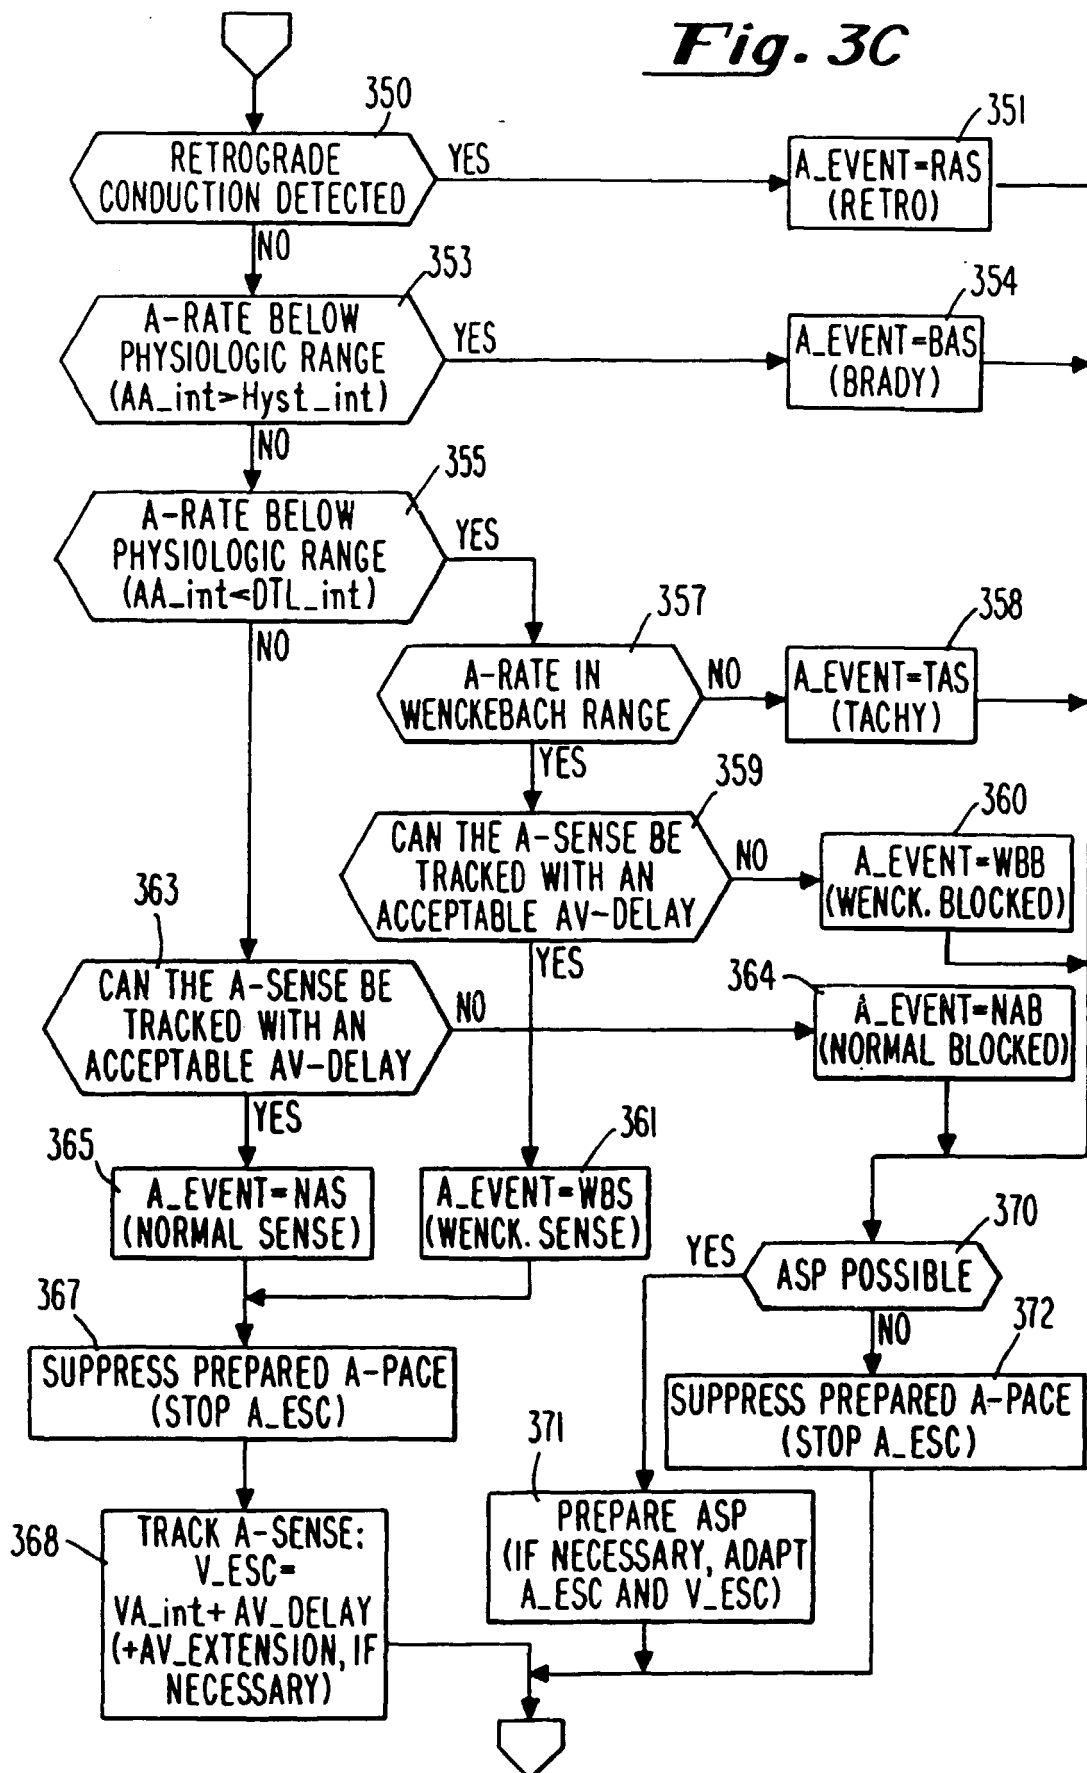 Fig. 3C
350
RETROGRADE
CONDUCTION DETECTED
YES
351
A_EVENT=RAS
(RETRO)
NO
353
A-RATE BELOW
PHYSIOLOGIC RANGE
(AA_int>Hyst_int)
YES
354
A_EVENT=BAS
(BRADY)
NO
355
A-RATE BELOW
PHYSIOLOGIC RANGE
(AA_int<DTL_int)
YES
NO
357
A-RATE IN
WENCKEBACH RANGE
NO
358
A_EVENT=TAS
(TACHY)
YES
359
CAN THE A-SENSE BE
TRACKED WITH AN
ACCEPTABLE AV-DELAY
NO
360
A_EVENT=WBB
(WENCK. BLOCKED)
YES
363
CAN THE A-SENSE BE
TRACKED WITH AN
ACCEPTABLE AV-DELAY
NO
364
A_EVENT=NAB
(NORMAL BLOCKED)
YES
365
A_EVENT=NAS
(NORMAL SENSE)
361
A_EVENT=WBS
(WENCK. SENSE)
370
ASP POSSIBLE
YES
NO
367
SUPPRESS PREPARED A-PACE
(STOP A_ESC)
372
SUPPRESS PREPARED A-PACE
(STOP A_ESC)
371
PREPARE ASP
(IF NECESSARY, ADAPT
A_ESC AND V_ESC)
368
TRACK A-SENSE:
V_ESC=
VA_int+AV_DELAY
(+AV_EXTENSION, IF
NECESSARY)